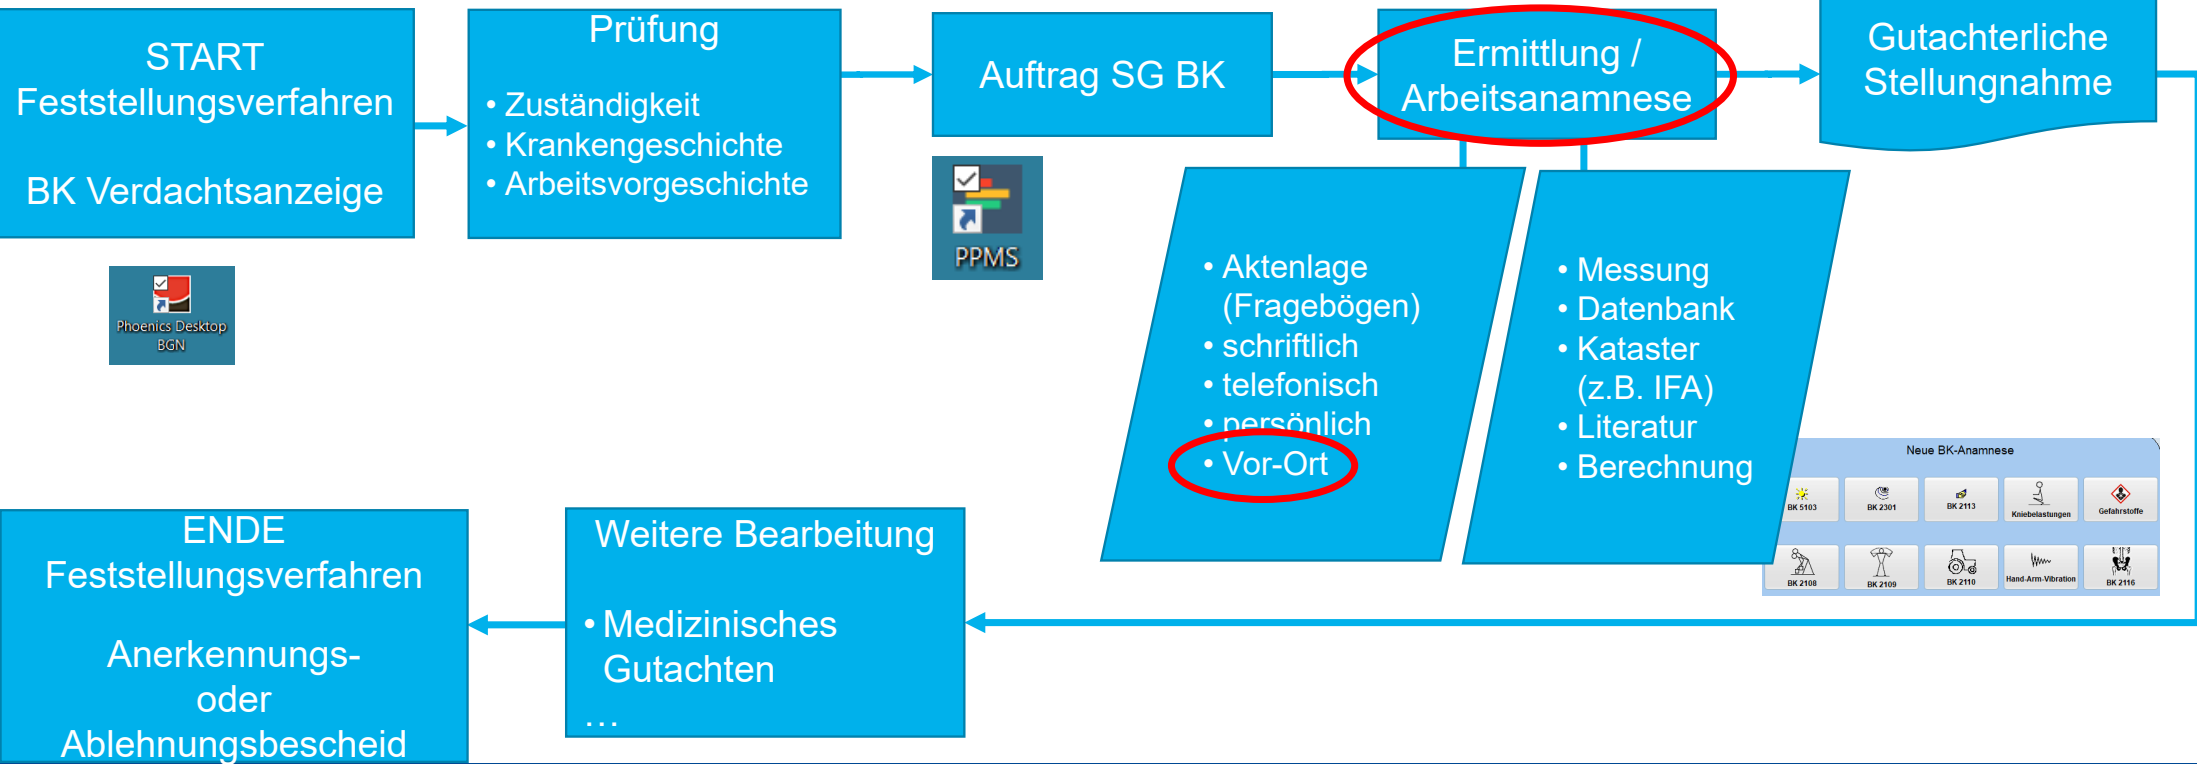 START
Feststellungsverfahren
BK Verdachtsanzeige
Phoenics Desktop
BGN
Prüfung
• Zuständigkeit
• Krankengeschichte
• Arbeitsvorgeschichte
Auftrag SG BK
PPMS
Ermittlung /
Arbeitsanamnese
Gutachterliche
Stellungnahme
• Aktenlage
(Fragebögen)
• schriftlich
• telefonisch
• persönlich
• Vor-Ort
• Messung
• Datenbank
• Kataster
(z.B. IFA)
• Literatur
• Berechnung
Neue BK-Anamnese
BK 5103
BK 2301
BK 2113
Kniebelastungen
Gefahrstoffe
BK 2108
BK 2109
BK 2110
Hand-Arm-Vibration
BK 2116
Weitere Bearbeitung
• Medizinisches
Gutachten
…
ENDE
Feststellungsverfahren
Anerkennungs-
oder
Ablehnungsbescheid